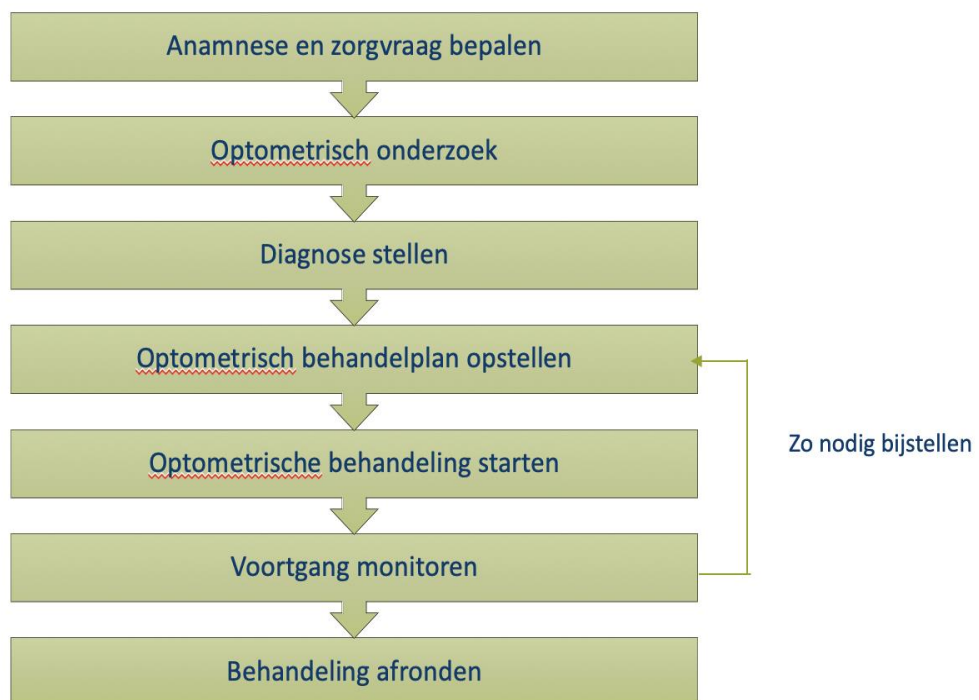 Anamnese en zorgvraag bepalen
Optometrisch onderzoek
Diagnose stellen
Optometrisch behandelplan opstellen
Zo nodig bijstellen
Optometrische behandeling starten
Voortgang monitoren
Behandeling afronden